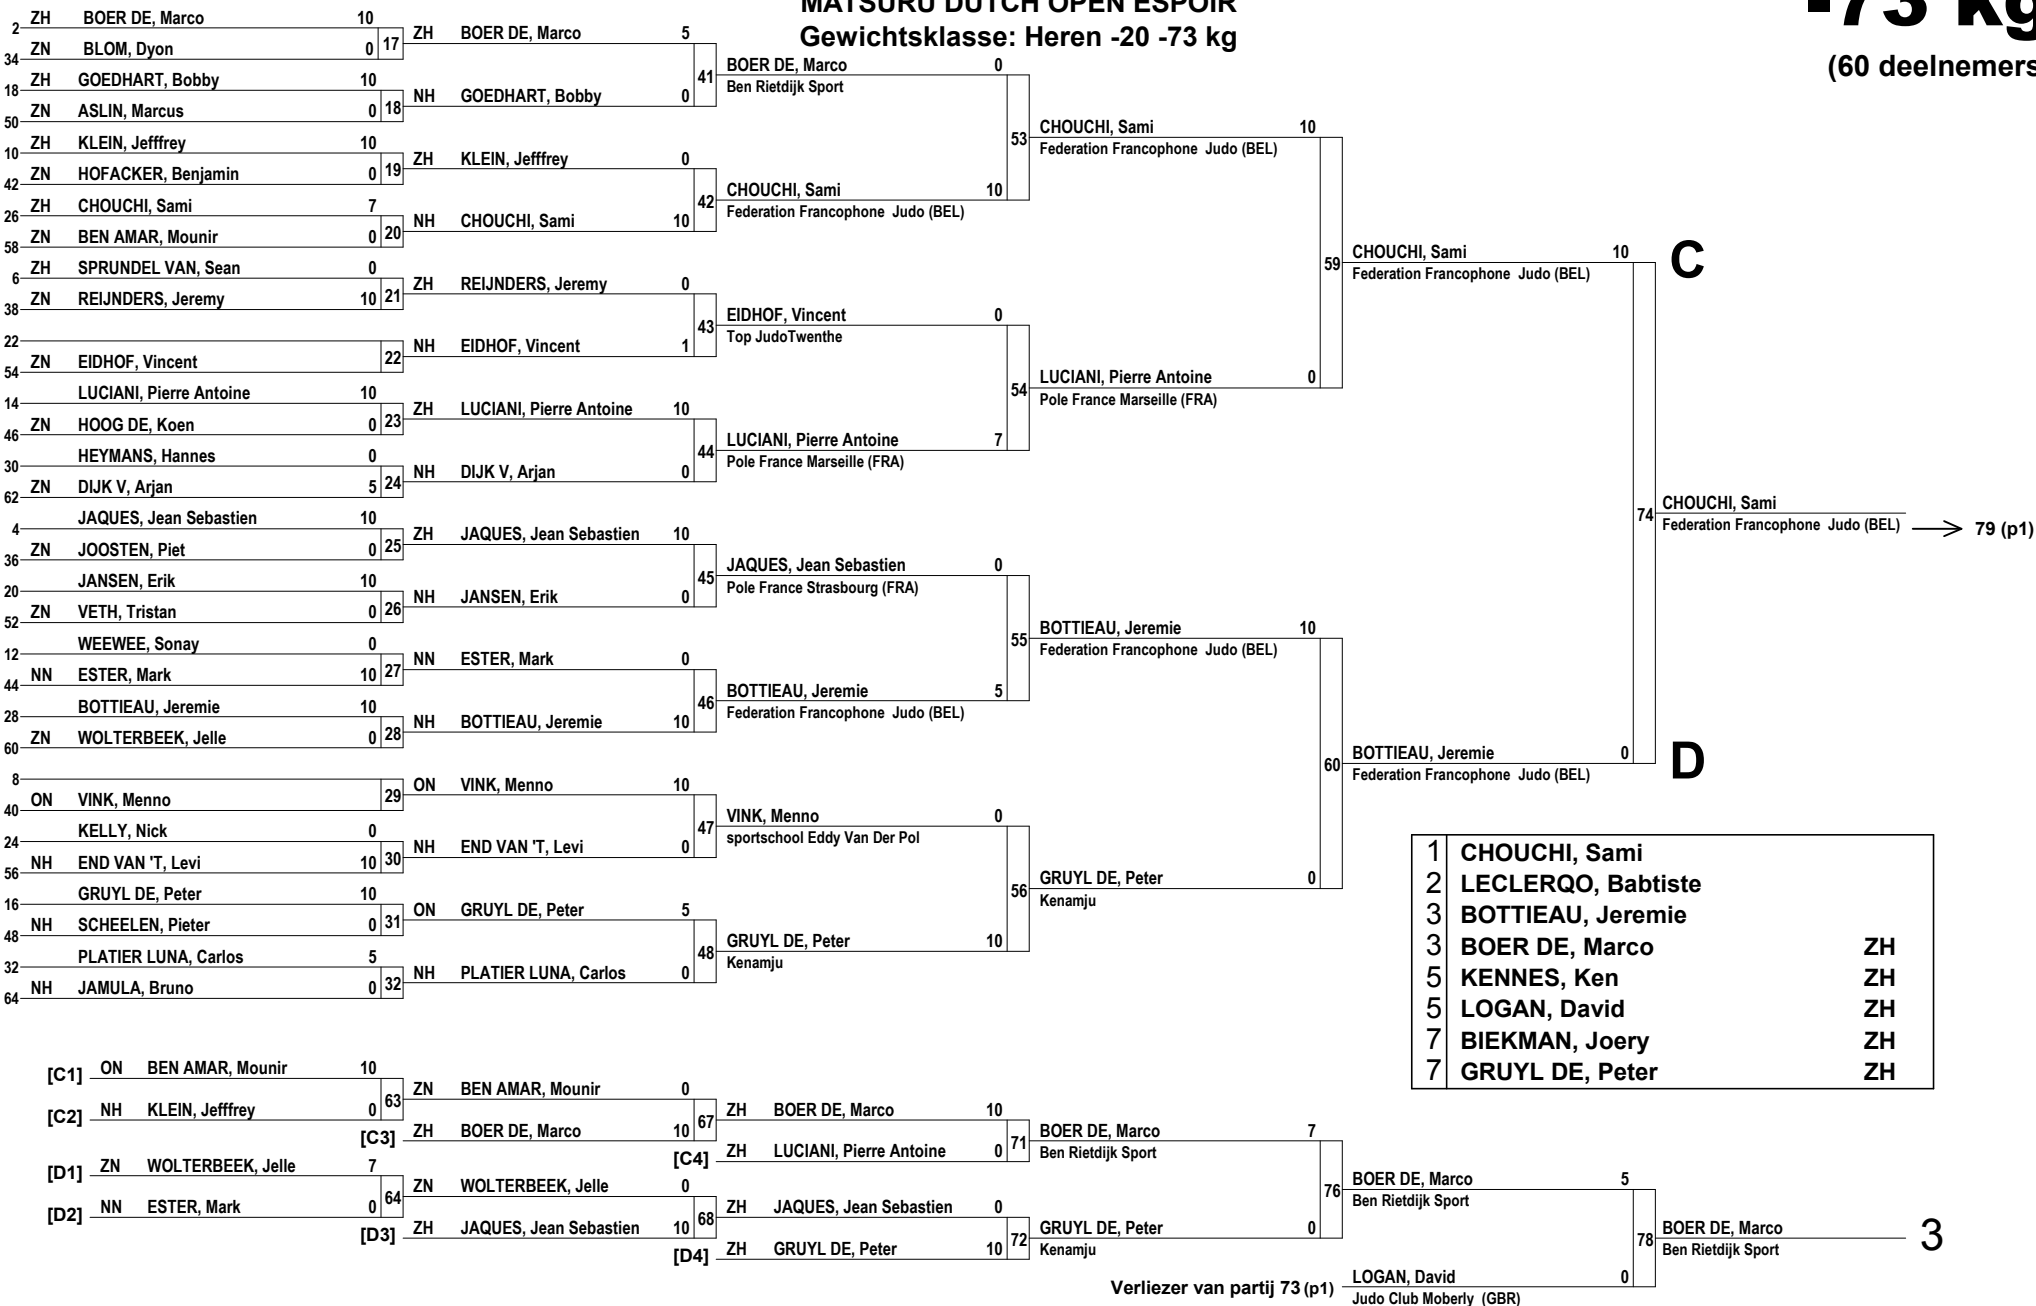 MATSURU DUTCH OPEN ESPOIR
Gewichtsklasse: Heren -20 -73 kg
-73 kg
(60 deelnemers
2 ZH BOER DE, Marco 10
34 ZN BLOM, Dyon 0 17
18 ZH GOEDHART, Bobby 10
50 ZN ASLIN, Marcus 0 18
10 ZH KLEIN, Jefffrey 10
42 ZN HOFACKER, Benjamin 0 19
26 ZH CHOUCHI, Sami 7
58 ZN BEN AMAR, Mounir 0 20
6 ZH SPRUNDEL VAN, Sean 0
38 ZN REIJNDERS, Jeremy 10 21
22
54 ZN EIDHOF, Vincent 22
14 LUCIANI, Pierre Antoine 10
46 ZN HOOG DE, Koen 0 23
30 HEYMANS, Hannes 0
62 ZN DIJK V, Arjan 5 24
4 JAQUES, Jean Sebastien 10
36 ZN JOOSTEN, Piet 0 25
20 JANSEN, Erik 10
52 ZN VETH, Tristan 0 26
12 WEEWEE, Sonay 0
44 NN ESTER, Mark 10 27
28 BOTTIEAU, Jeremie 10
60 ZN WOLTERBEEK, Jelle 0 28
8
40 ON VINK, Menno 29
24 KELLY, Nick 0
56 NH END VAN 'T, Levi 10 30
16 GRUYL DE, Peter 10
48 NH SCHEELEN, Pieter 0 31
32 PLATIER LUNA, Carlos 5
64 NH JAMULA, Bruno 0 32
ZH BOER DE, Marco 5
NH GOEDHART, Bobby 0 41
ZH KLEIN, Jefffrey 0
NH CHOUCHI, Sami 10 42
ZH REIJNDERS, Jeremy 0
NH EIDHOF, Vincent 1 43
ZH LUCIANI, Pierre Antoine 10
NH DIJK V, Arjan 0 44
ZH JAQUES, Jean Sebastien 10
NH JANSEN, Erik 0 45
NN ESTER, Mark 0
NH BOTTIEAU, Jeremie 10 46
ON VINK, Menno 10
NH END VAN 'T, Levi 0 47
ON GRUYL DE, Peter 5
NH PLATIER LUNA, Carlos 0 48
BOER DE, Marco 0
Ben Rietdijk Sport
53
CHOUCHI, Sami 10
Federation Francophone Judo (BEL)
EIDHOF, Vincent 0
Top JudoTwenthe
54
LUCIANI, Pierre Antoine 7
Pole France Marseille (FRA)
JAQUES, Jean Sebastien 0
Pole France Strasbourg (FRA)
55
BOTTIEAU, Jeremie 5
Federation Francophone Judo (BEL)
VINK, Menno 0
sportschool Eddy Van Der Pol
56
GRUYL DE, Peter 10
Kenamju
CHOUCHI, Sami 10
Federation Francophone Judo (BEL)
59
LUCIANI, Pierre Antoine 0
Pole France Marseille (FRA)
BOTTIEAU, Jeremie 10
Federation Francophone Judo (BEL)
60
GRUYL DE, Peter 0
Kenamju
CHOUCHI, Sami 10 C
Federation Francophone Judo (BEL)
74
BOTTIEAU, Jeremie 0 D
Federation Francophone Judo (BEL)
CHOUCHI, Sami
Federation Francophone Judo (BEL) 79 (p1)
1 CHOUCHI, Sami
2 LECLERQO, Babtiste
3 BOTTIEAU, Jeremie
3 BOER DE, Marco ZH
5 KENNES, Ken ZH
5 LOGAN, David ZH
7 BIEKMAN, Joery ZH
7 GRUYL DE, Peter ZH
[C1] ON BEN AMAR, Mounir 10
[C2] NH KLEIN, Jefffrey 0 63
[D1] ZN WOLTERBEEK, Jelle 7
[D2] NN ESTER, Mark 0 64
ZN BEN AMAR, Mounir 0
[C3] ZH BOER DE, Marco 10 67
ZN WOLTERBEEK, Jelle 0
[D3] ZH JAQUES, Jean Sebastien 10 68
ZH BOER DE, Marco 10
[C4] ZH LUCIANI, Pierre Antoine 0 71
ZH JAQUES, Jean Sebastien 0
[D4] ZH GRUYL DE, Peter 10 72
BOER DE, Marco 7
Ben Rietdijk Sport
76
GRUYL DE, Peter 0
Kenamju
BOER DE, Marco 5
Ben Rietdijk Sport
78
Verliezer van partij 73 (p1) LOGAN, David 0
Judo Club Moberly (GBR)
BOER DE, Marco 3
Ben Rietdijk Sport